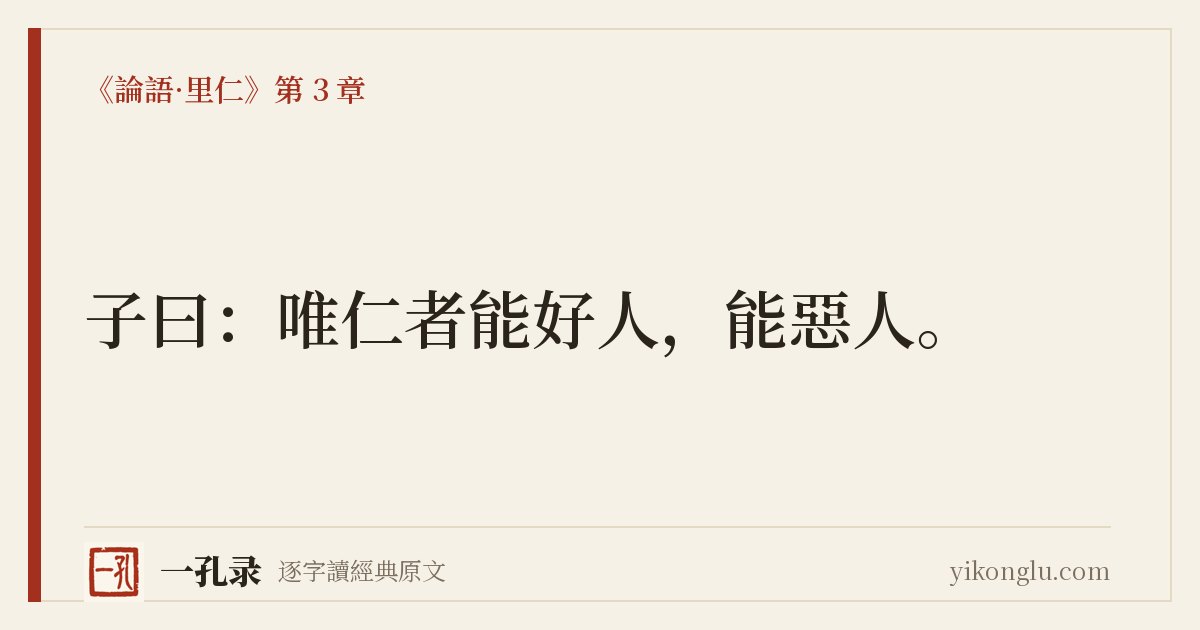 《論語·里仁》第 3 章
子曰：唯仁者能好人，能惡人。
一孔
一孔录 逐字讀經典原文
yikonglu.com